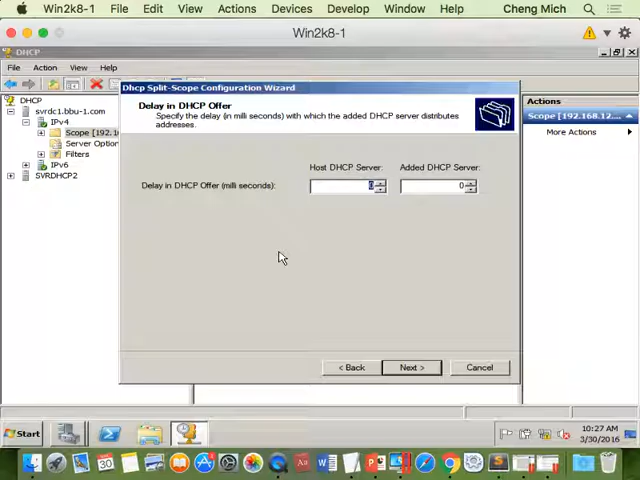 Win2k8-1 File Edit View Actions Devices Develop Window Help Cheng Mich
Win2k8-1
DHCP
File Action View Help
Dhcp Split-Scope Configuration Wizard
Delay in DHCP Offer
Specify the delay (in milli seconds) with which the added DHCP server distributes
addresses.
DHCP
svrdc1.bbu-1.com
IPv4
Scope [192.1
Server Option
Filters
IPv6
SVRDHCP2
Actions
Scope [192.168.12....
More Actions
Host DHCP Server:
Added DHCP Server:
Delay in DHCP Offer (milli seconds):
0
0
< Back
Next >
Cancel
Start
10:27 AM
3/30/2016
30